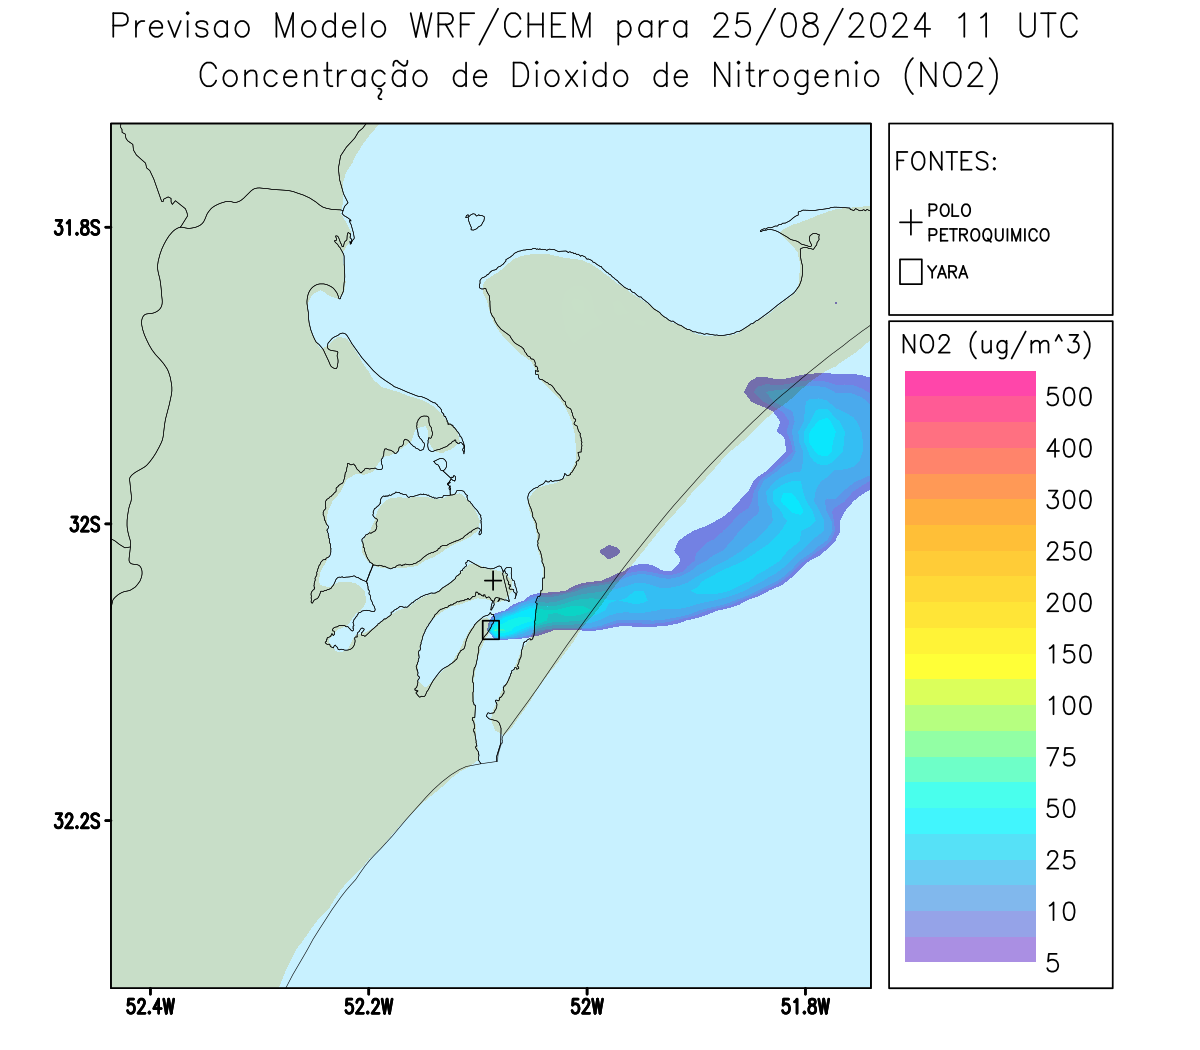 Previsao Modelo WRF/CHEM para 25/08/2024 11 UTC
Concentração de Dioxido de Nitrogenio (NO2)
FONTES:
POLO
PETROQUIMICO
YARA
NO2 (ug/m^3)
500
400
300
250
200
150
100
75
50
25
10
5
31.8S
32S
32.2S
52.4W
52.2W
52W
51.8W